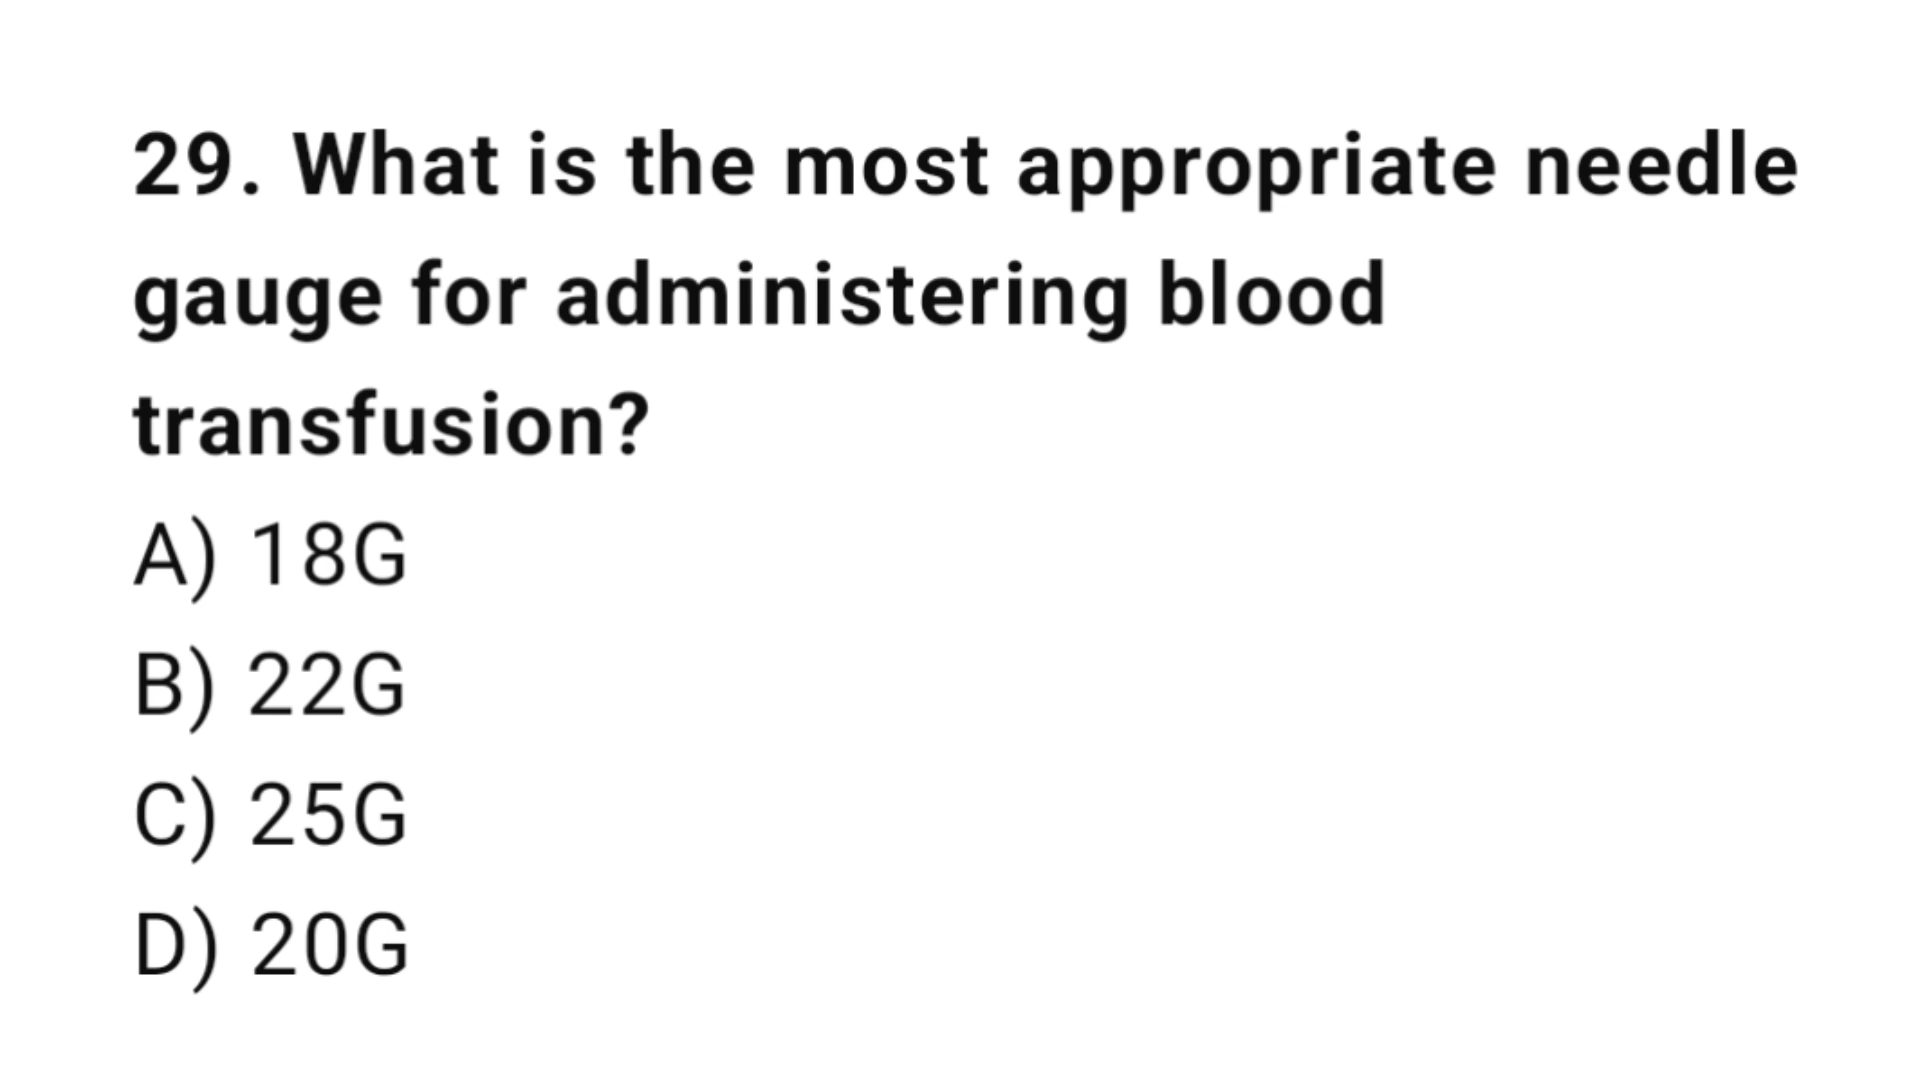 29. What is the most appropriate needle
gauge for administering blood
transfusion?
A) 18G
B) 22G
C) 25G
D) 20G